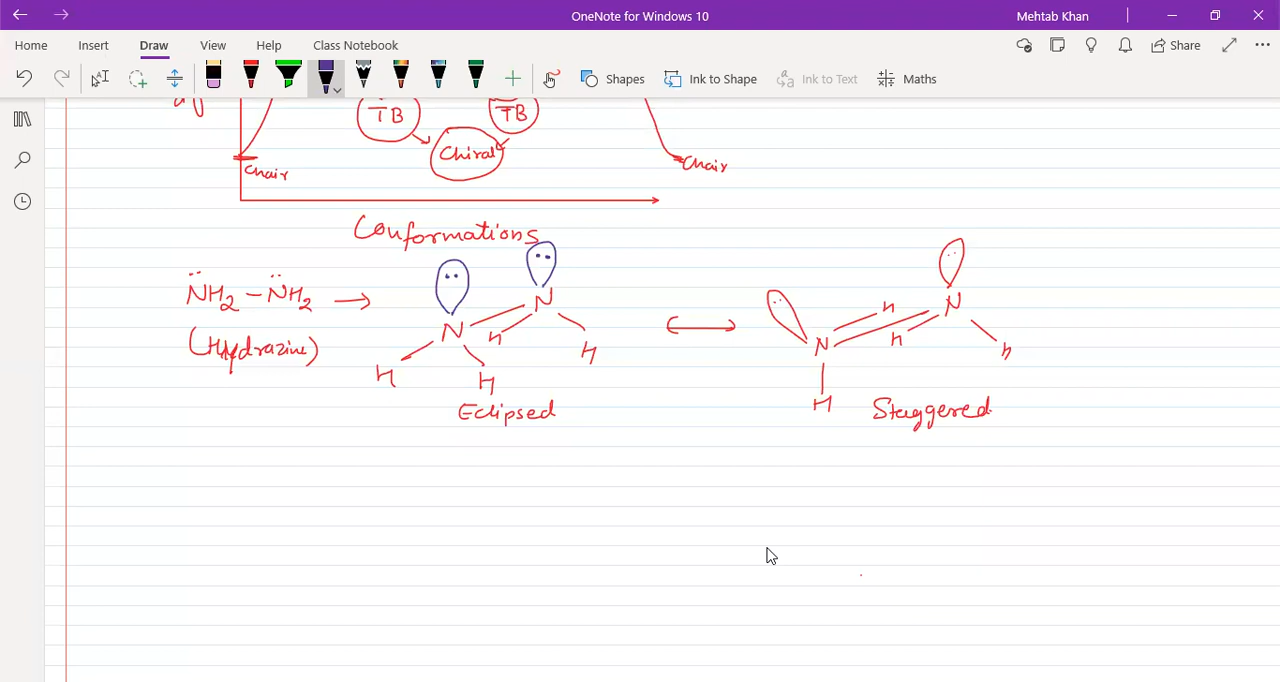 OneNote for Windows 10
Mehtab Khan
Home Insert Draw View Help Class Notebook
Share
Shapes Ink to Shape Ink to Text Maths
TB TB
Chiral
Chair Chair
Conformations
NH2 - NH2 →
(Hydrazine)
N N
H H H H
Eclipsed
N N
H H H H
Staggered